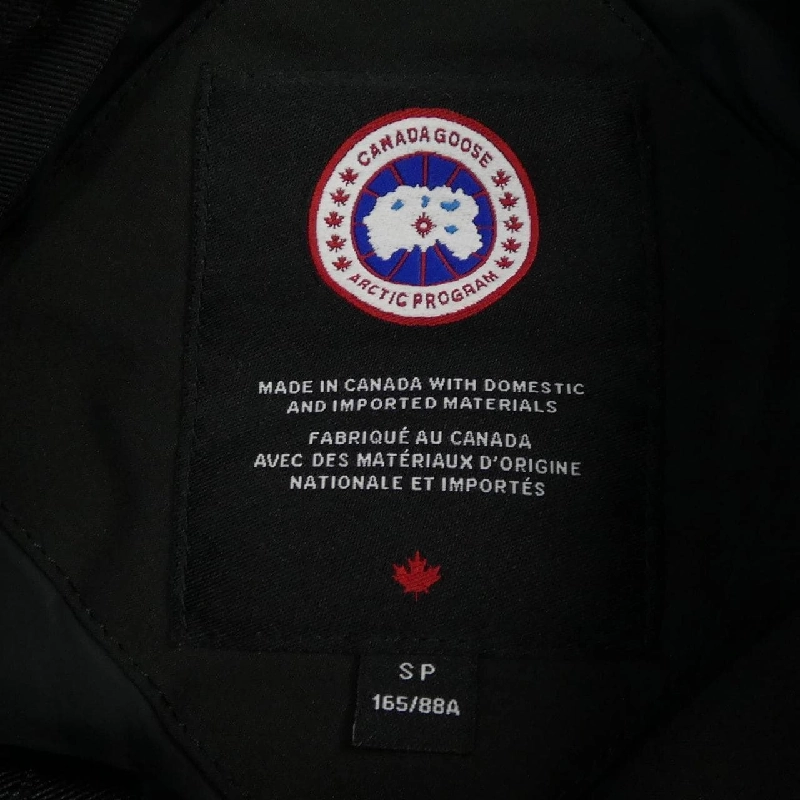 CANADA GOOSE
ARCTIC PROGRAM
MADE IN CANADA WITH DOMESTIC
AND IMPORTED MATERIALS
FABRIQUÉ AU CANADA
AVEC DES MATÉRIAUX D'ORIGINE
NATIONALE ET IMPORTÉS
S P
165/88A